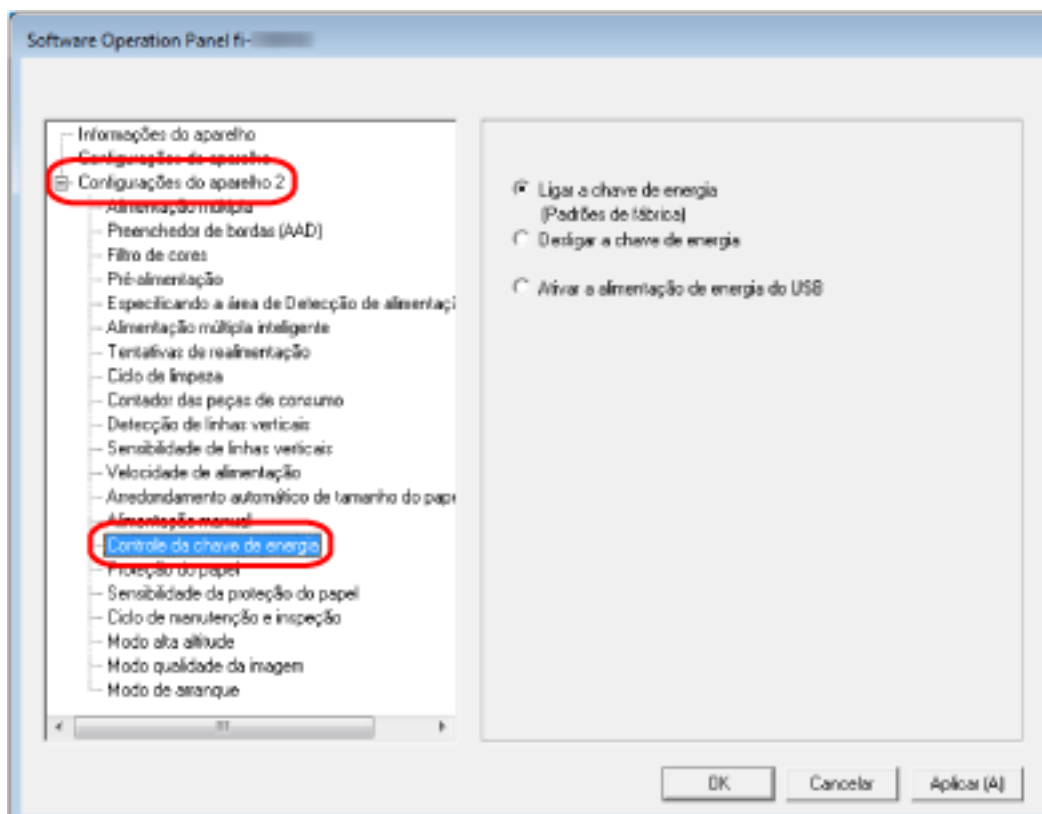 Software Operation Panel fi-
Informações do aparelho
Configurações do aparelho
Configurações do aparelho 2
Alimentação múltipla
Preenchedor de bordas (AAD)
Filtro de cores
Pré-alimentação
Especificando a área de Detecção de alimentaçi
Alimentação múltipla inteligente
Tentativas de realimentação
Ciclo de limpeza
Contador das peças de consumo
Detecção de linhas verticais
Sensibilidade de linhas verticais
Velocidade de alimentação
Arredondamento automático de tamanho do pape
Alimentação manual
Controle da chave de energia
Proteção do papel
Sensibilidade da proteção do papel
Ciclo de manutenção e inspeção
Modo alta altitude
Modo qualidade da imagem
Modo de arranque
Ligar a chave de energia
(Padrões de fábrica)
Desligar a chave de energia
Ativar a alimentação de energia do USB
OK
Cancelar
Aplicar (A)